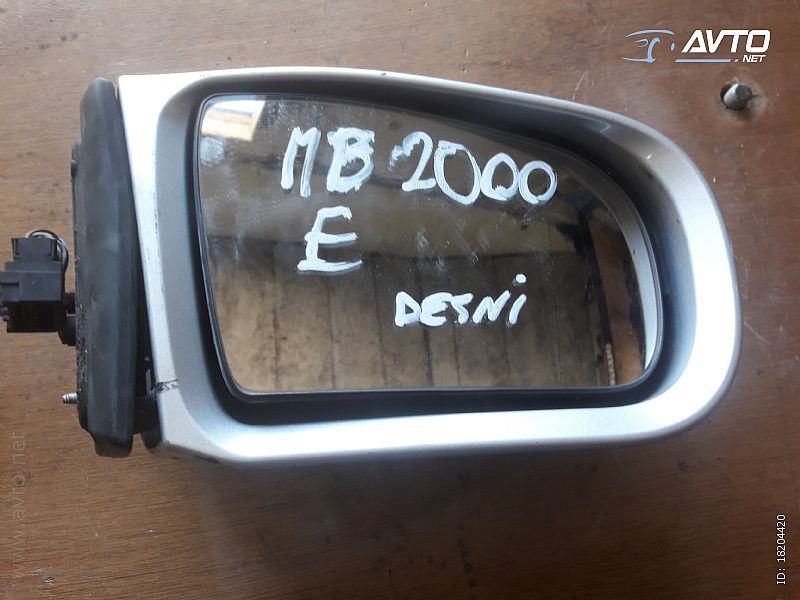 AVTO
.NET
MB 2000
E
DESNI
www.avto.net
ID: 18204420